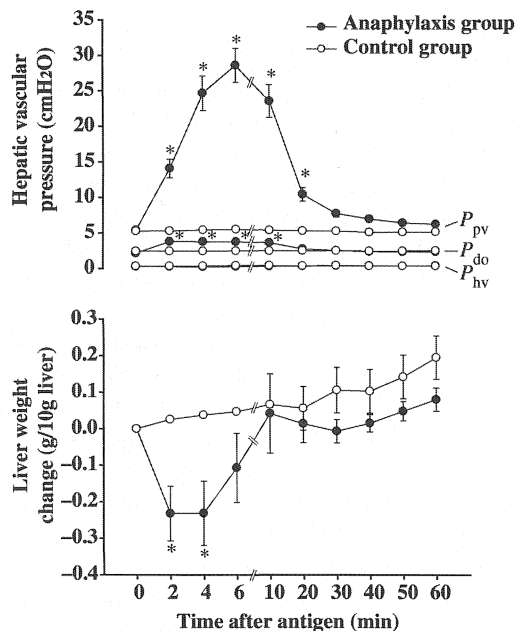 Anaphylaxis group
Control group
Hepatic vascular
pressure (cmH2O)
35
30
25
20
15
10
5
0
*
*
*
*
*
* * * *
Ppv
Pdo
Phv
Liver weight
change (g/10g liver)
0.3
0.2
0.1
0.0
−0.1
−0.2
−0.3
−0.4
* *
0 2 4 6 10 20 30 40 50 60
Time after antigen (min)